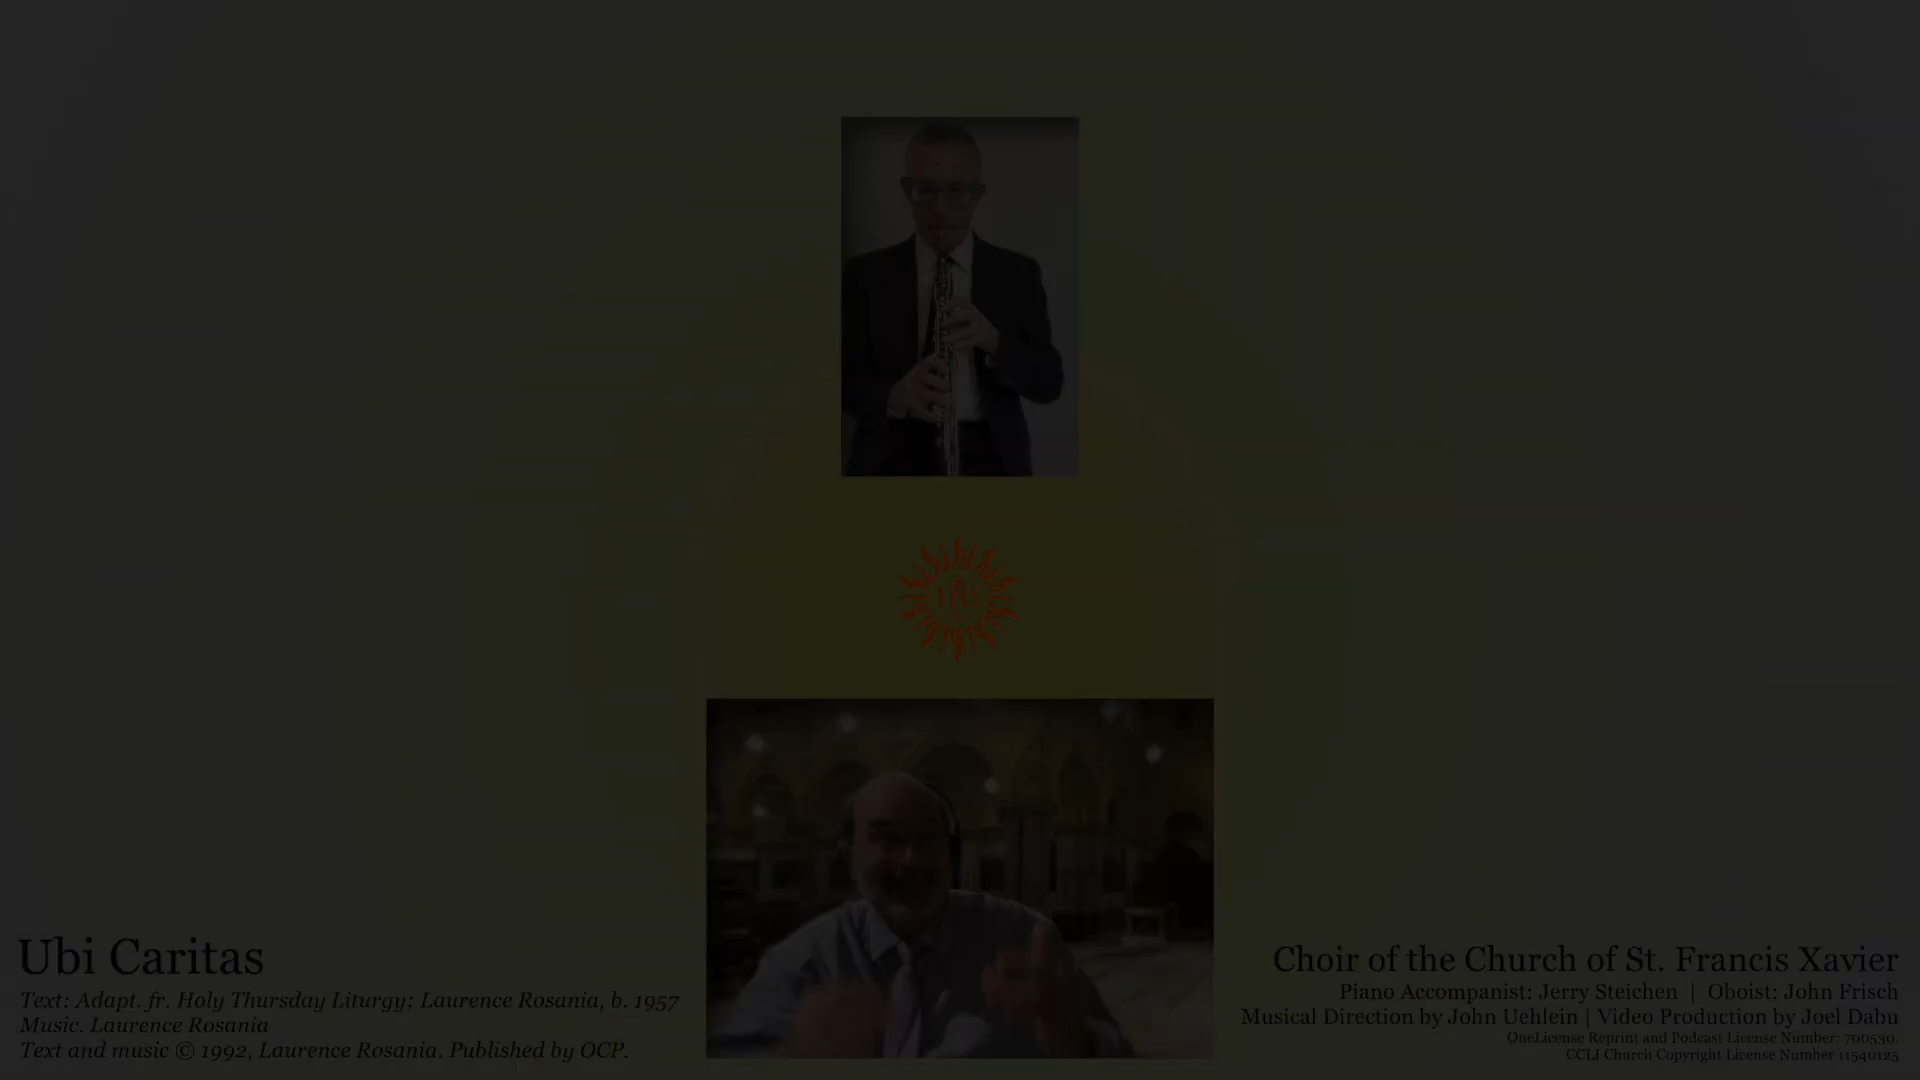 IHS
Ubi Caritas
Text: Adapt. fr. Holy Thursday Liturgy; Laurence Rosania, b. 1957
Music. Laurence Rosania
Text and music © 1992, Laurence Rosania. Published by OCP.
Choir of the Church of St. Francis Xavier
Piano Accompanist: Jerry Steichen | Oboist: John Frisch
Musical Direction by John Uehlein | Video Production by Joel Dabu
OneLicense Reprint and Podcast License Number: 700530.
CCLI Church Copyright License Number 11540125